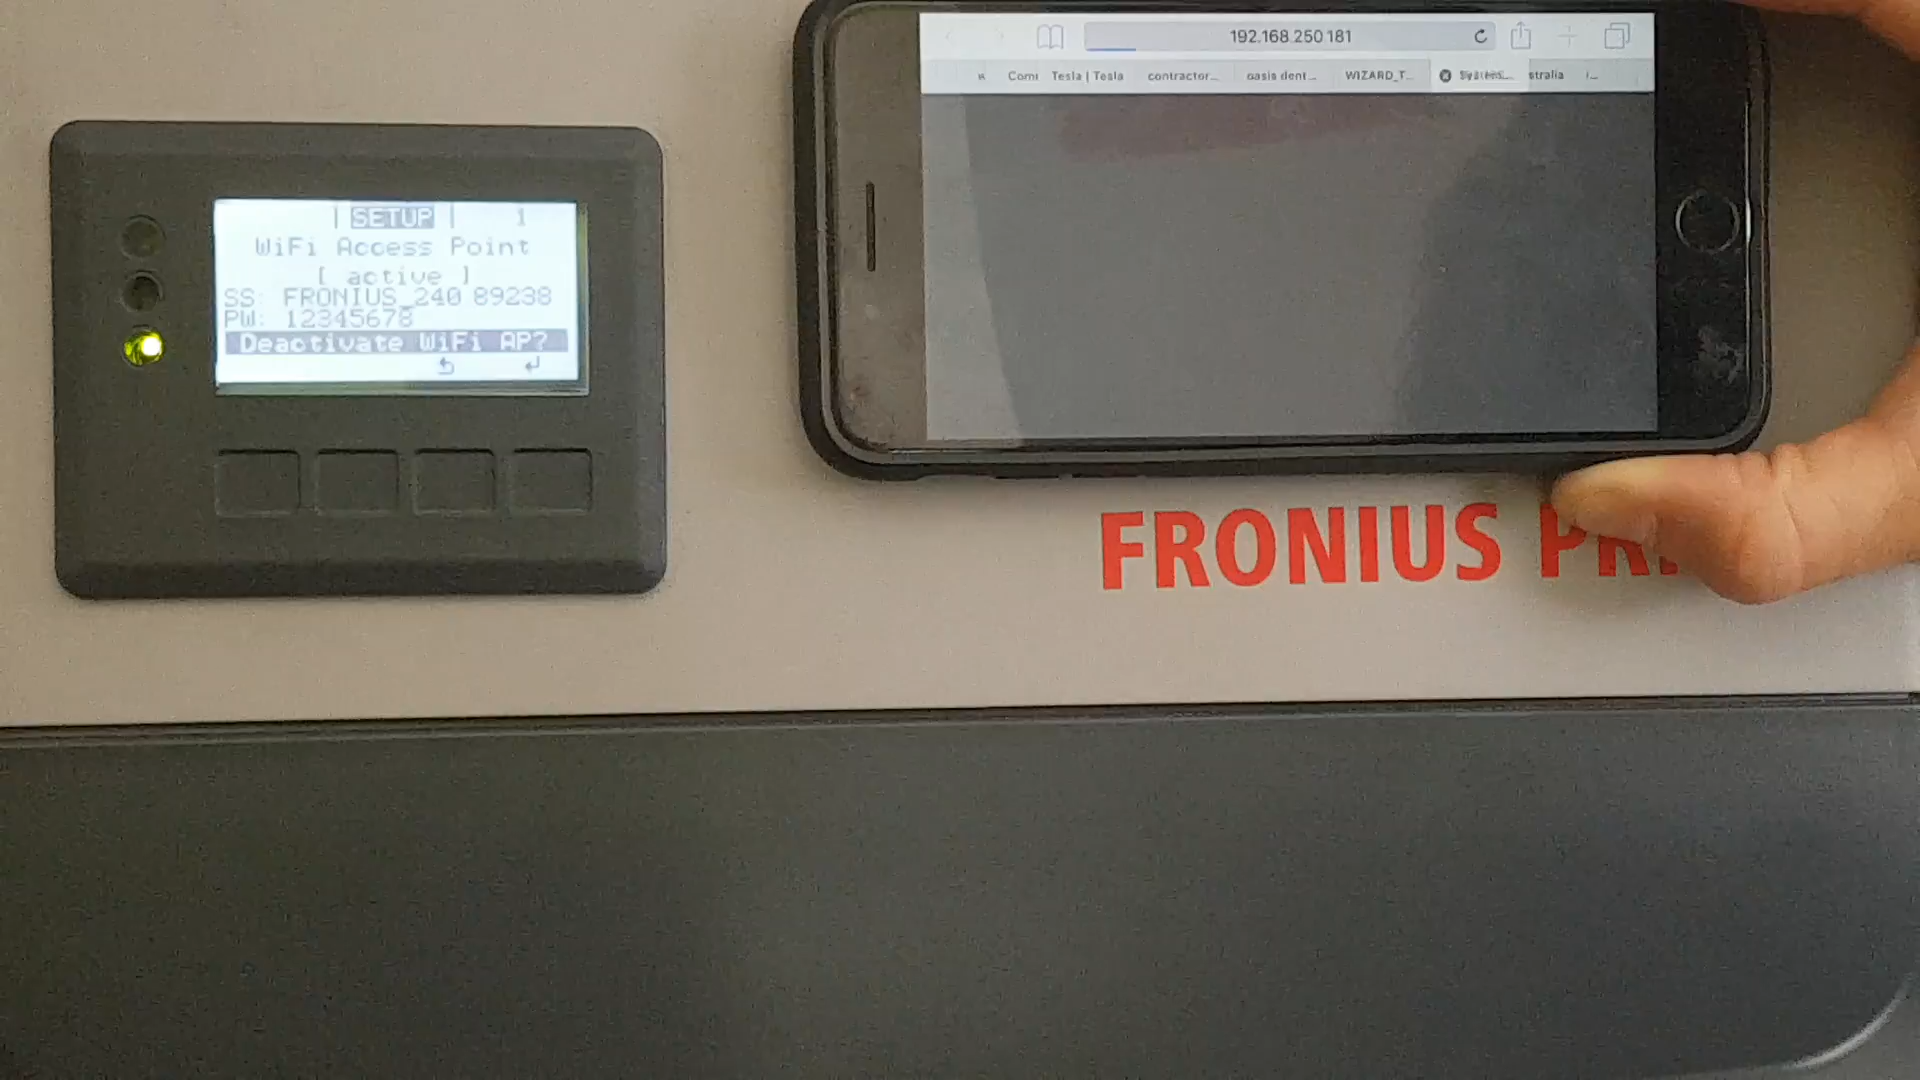 SETUP 1
WiFi Access Point
[ active ]
SS: FRONIUS_240 89238
PW: 12345678
Deactivate WiFi AP?
192.168.250.181
Tesla | Tesla contractor... oasis dent... WIZARD_T... stralia
FRONIUS